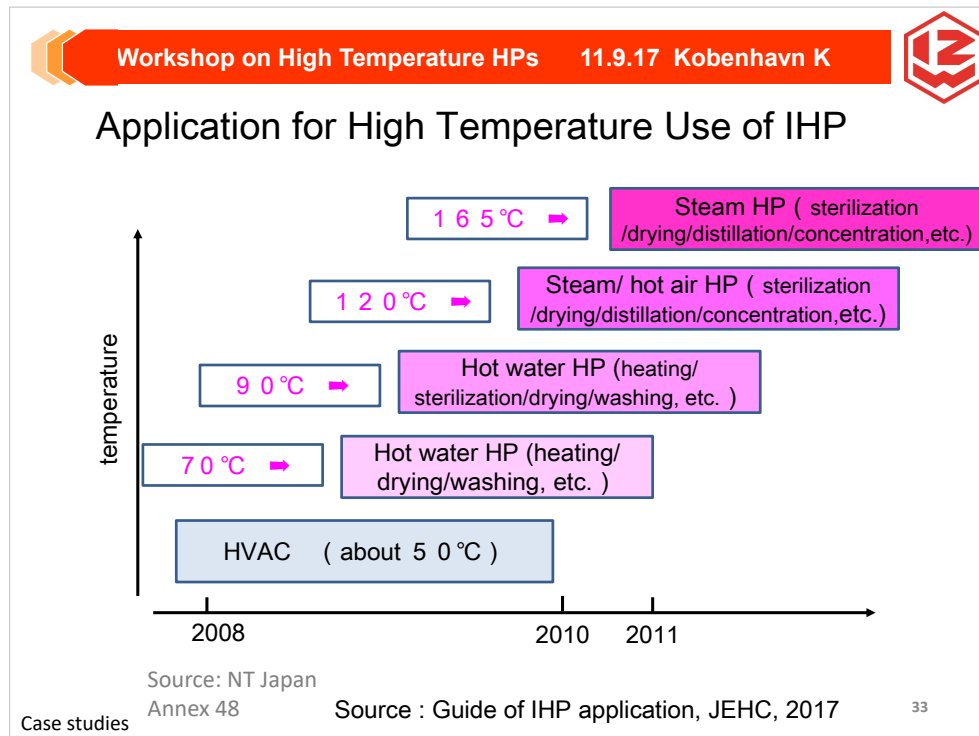 Workshop on High Temperature HPs 11.9.17 Kobenhavn K
IZW
Application for High Temperature Use of IHP
165℃ ➡
Steam HP ( sterilization
/drying/distillation/concentration,etc.)
120℃ ➡
Steam/ hot air HP ( sterilization
/drying/distillation/concentration,etc.)
90℃ ➡
Hot water HP (heating/
sterilization/drying/washing, etc. )
70℃ ➡
Hot water HP (heating/
drying/washing, etc. )
HVAC ( about 50℃)
temperature
2008
2010
2011
Source: NT Japan
Annex 48
Source : Guide of IHP application, JEHC, 2017
Case studies
33